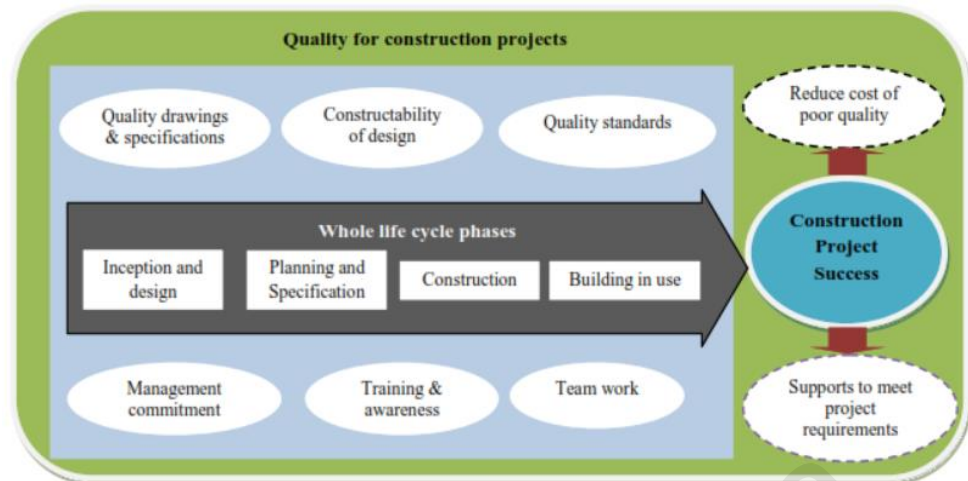 Quality for construction projects
Quality drawings
& specifications
Constructability
of design
Quality standards
Reduce cost of
poor quality
Whole life cycle phases
Inception and
design
Planning and
Specification
Construction
Building in use
Construction
Project
Success
Management
commitment
Training &
awareness
Team work
Supports to meet
project
requirements